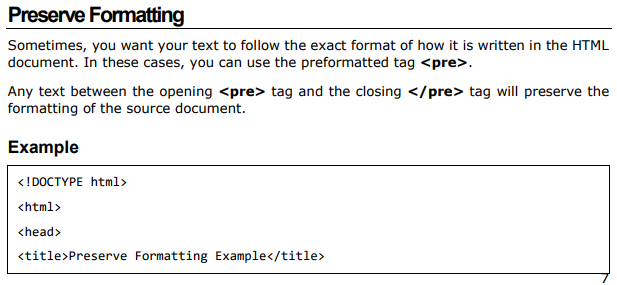 Preserve Formatting
Sometimes, you want your text to follow the exact format of how it is written in the HTML
document. In these cases, you can use the preformatted tag <pre>.
Any text between the opening <pre> tag and the closing </pre> tag will preserve the
formatting of the source document.
Example
<!DOCTYPE html>
<html>
<head>
<title>Preserve Formatting Example</title>
7